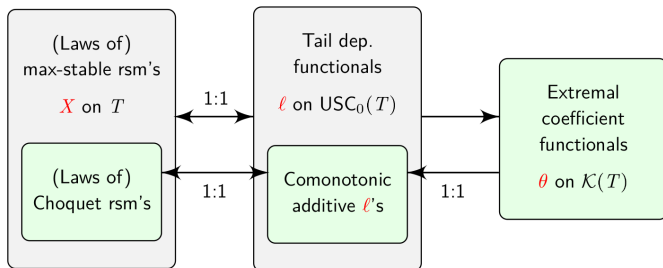 (Laws of)
max-stable rsm's
X on T
(Laws of)
Choquet rsm's
1:1
1:1
Tail dep.
functionals
ℓ on USC₀(T)
Comonotonic
additive ℓ's
1:1
Extremal
coefficient
functionals
θ on 𝒦(T)